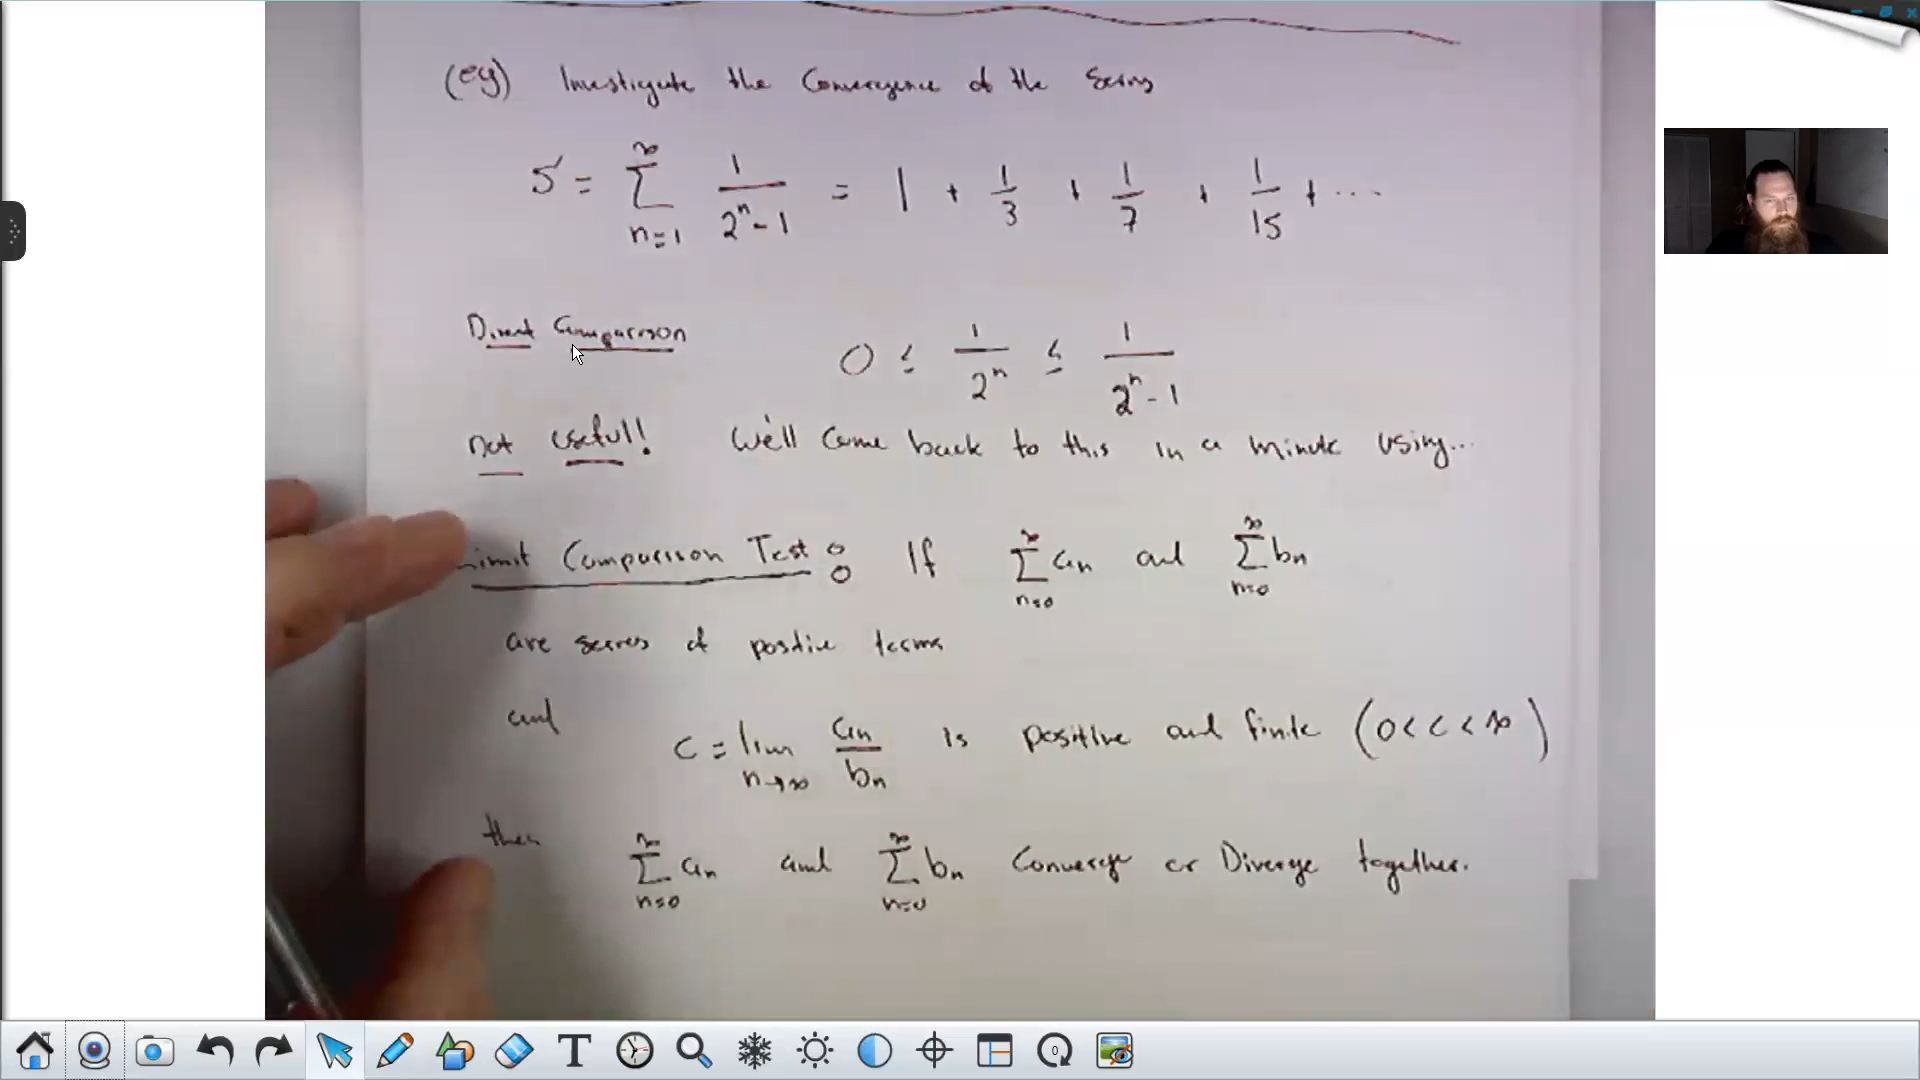 (eg) Investigate the Convergence of the Series
S = ∑_{n=1}^{∞} 1/(2^n - 1) = 1 + 1/3 + 1/7 + 1/15 + ...
Direct Comparison
0 ≤ 1/2^n ≤ 1/(2^n - 1)
not useful! We'll come back to this in a minute using...
Limit Comparison Test: If ∑_{n=0}^{∞} a_n and ∑_{n=0}^{∞} b_n
are series of positive terms
and c = lim_{n→∞} a_n/b_n is positive and finite (0 < c < ∞)
then ∑_{n=0}^{∞} a_n and ∑_{n=0}^{∞} b_n Converge or Diverge together.
T
0